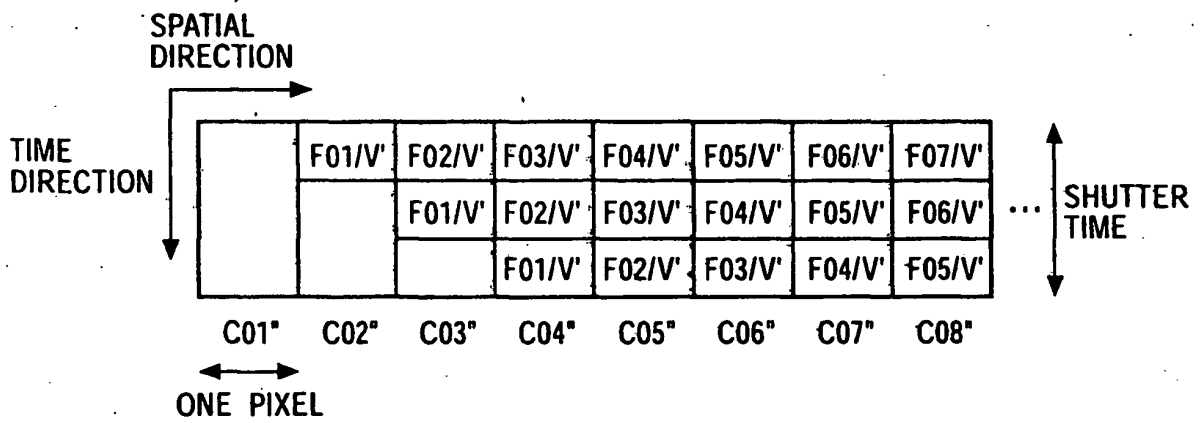 SPATIAL
DIRECTION
TIME
DIRECTION
F01/V' F02/V' F03/V' F04/V' F05/V' F06/V' F07/V'
F01/V' F02/V' F03/V' F04/V' F05/V' F06/V'
F01/V' F02/V' F03/V' F04/V' F05/V'
...
SHUTTER
TIME
C01" C02" C03" C04" C05" C06" C07" C08"
ONE PIXEL